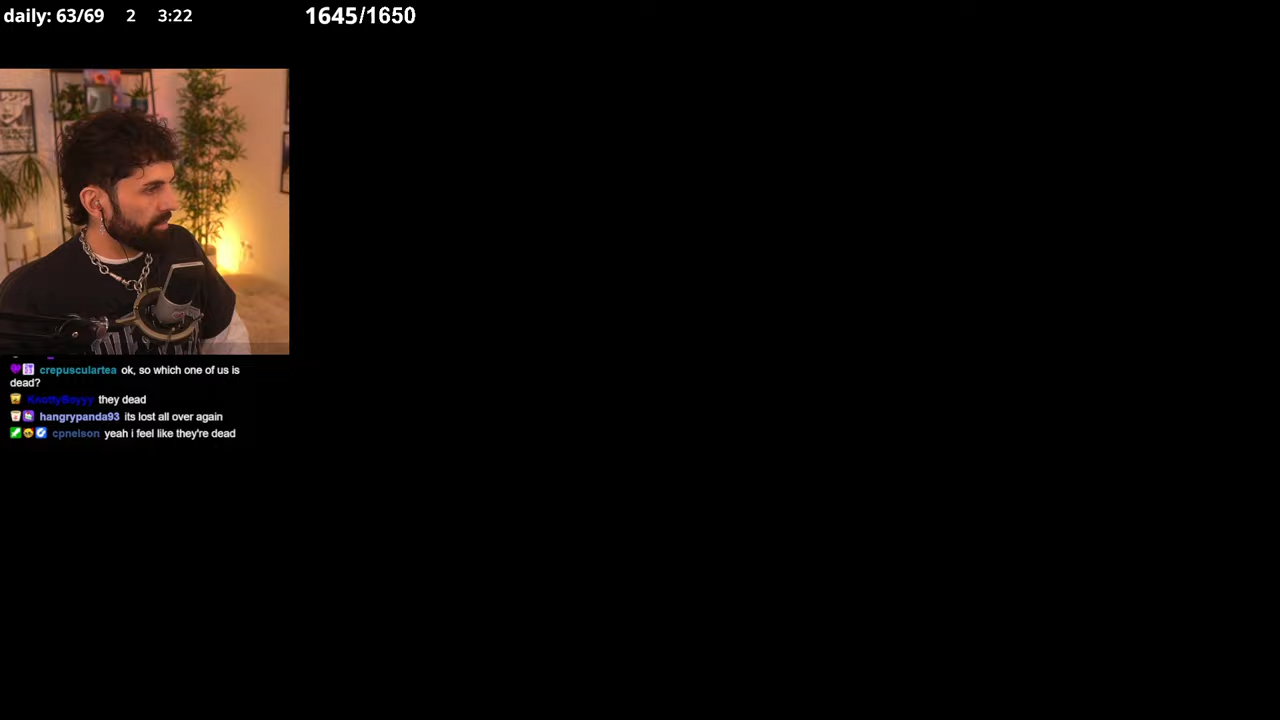 daily: 63/69 2 3:22 1645/1650
crepusculartea ok, so which one of us is
dead?
KnottyBoyyy they dead
hangrypanda93 its lost all over again
cpnelson yeah i feel like they're dead